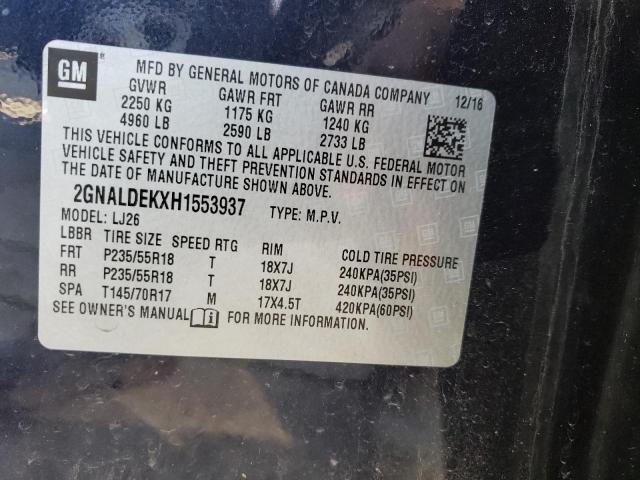 GM ®
MFD BY GENERAL MOTORS OF CANADA COMPANY 12/16
GVWR GAWR FRT GAWR RR
2250 KG 1175 KG 1240 KG
4960 LB 2590 LB 2733 LB
THIS VEHICLE CONFORMS TO ALL APPLICABLE U.S. FEDERAL MOTOR
VEHICLE SAFETY AND THEFT PREVENTION STANDARDS IN EFFECT ON
THE DATE OF MANUFACTURE SHOWN ABOVE.
2GNALDEKXH1553937 TYPE: M.P.V.
MODEL: LJ26
LBBR TIRE SIZE SPEED RTG RIM COLD TIRE PRESSURE
FRT P235/55R18 T 18X7J 240KPA(35PSI)
RR P235/55R18 T 18X7J 240KPA(35PSI)
SPA T145/70R17 M 17X4.5T 420KPA(60PSI)
SEE OWNER'S MANUAL FOR MORE INFORMATION.